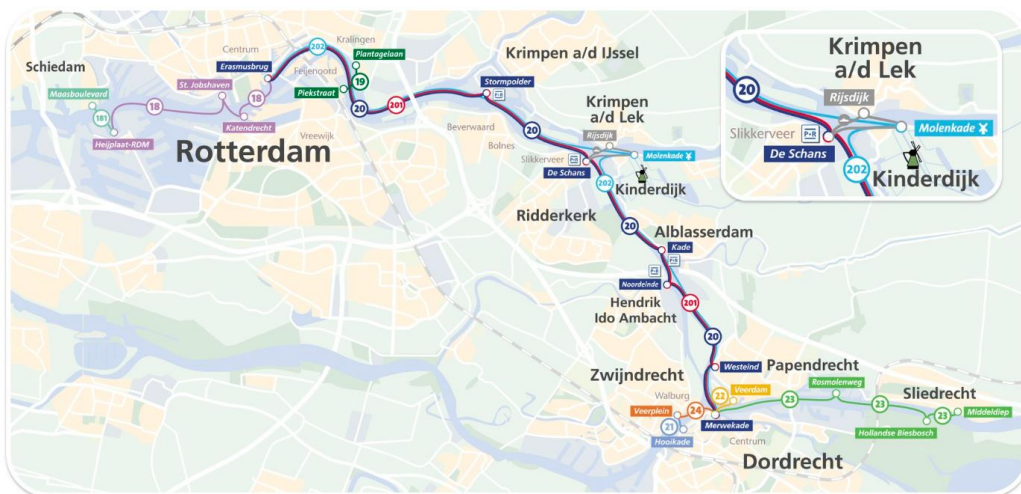 Schiedam
Centrum
202
Kralingen
Plantagelaan
Erasmusbrug
Feijenoord
19
Piekstraat
20
201
St. Jobshaven
Maasboulevard
18
18
181
Katendrecht
Heijplaat-RDM
Vreewijk
Rotterdam
Krimpen a/d IJssel
Stormpolder
P+R
Krimpen
a/d Lek
20
Rijsdijk
Beverwaard
Bolnes
Slikkerveer
P+R
Molenkade
De Schans
202
Kinderdijk
Ridderkerk
20
Alblasserdam
Kade
P+R
P+R
Noordeinde
Hendrik
Ido Ambacht
201
20
Westeind
Papendrecht
Zwijndrecht
Rosmolenweg
Sliedrecht
Walburg
22
Veerdam
23
23
23
Middeldiep
Veerplein
24
Merwekade
21
Hooikade
Centrum
Hollandse Biesbosch
Dordrecht
Krimpen
a/d Lek
20
Rijsdijk
Slikkerveer
P+R
Molenkade
De Schans
202
Kinderdijk